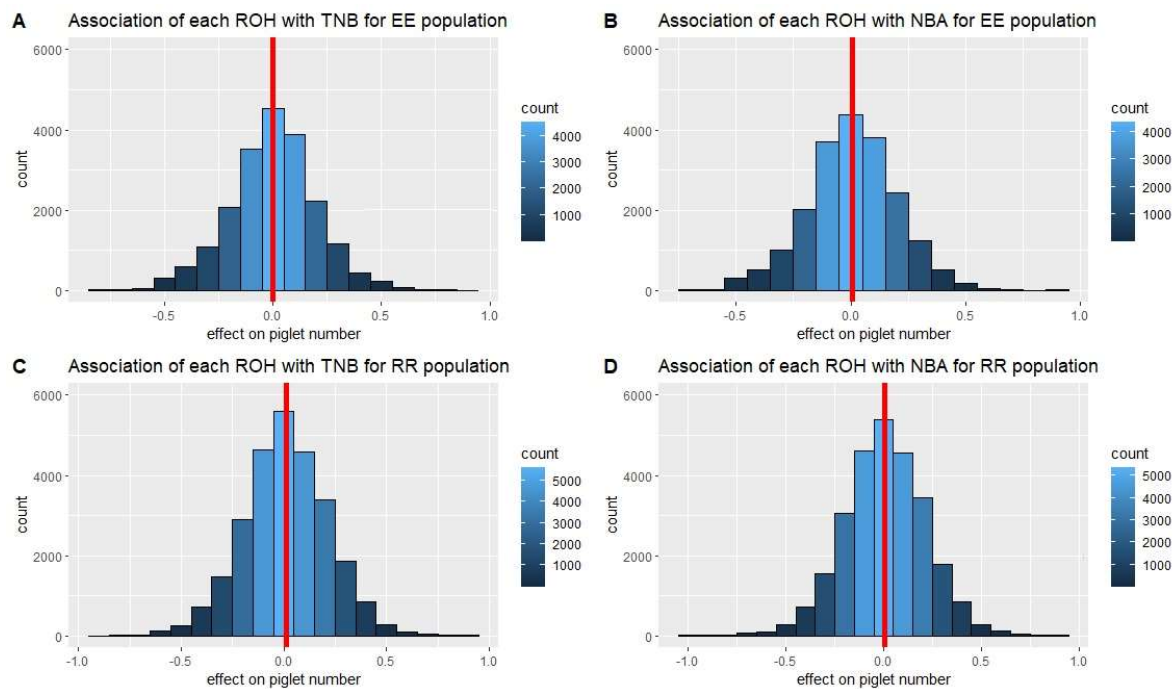 A Association of each ROH with TNB for EE population
6000
4000
2000
0
count
-0.5 0.0 0.5 1.0
effect on piglet number
count
4000
3000
2000
1000
B Association of each ROH with NBA for EE population
6000
4000
2000
0
count
-0.5 0.0 0.5 1.0
effect on piglet number
count
4000
3000
2000
1000
C Association of each ROH with TNB for RR population
6000
4000
2000
0
count
-1.0 -0.5 0.0 0.5 1.0
effect on piglet number
count
5000
4000
3000
2000
1000
D Association of each ROH with NBA for RR population
6000
4000
2000
0
count
-1.0 -0.5 0.0 0.5 1.0
effect on piglet number
count
5000
4000
3000
2000
1000